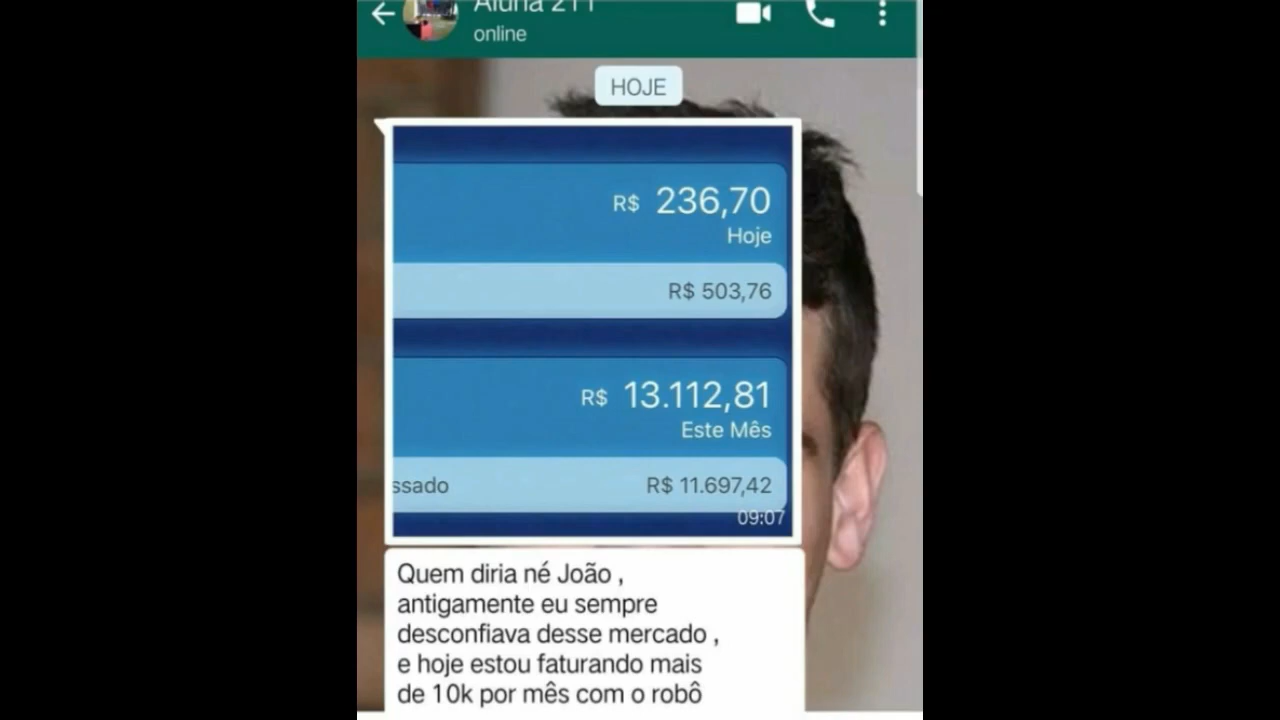 Aluna 211
online
HOJE
R$ 236,70
Hoje
R$ 503,76
R$ 13.112,81
Este Mês
ssado R$ 11.697,42
09:07
Quem diria né João ,
antigamente eu sempre
desconfiava desse mercado ,
e hoje estou faturando mais
de 10k por mês com o robô